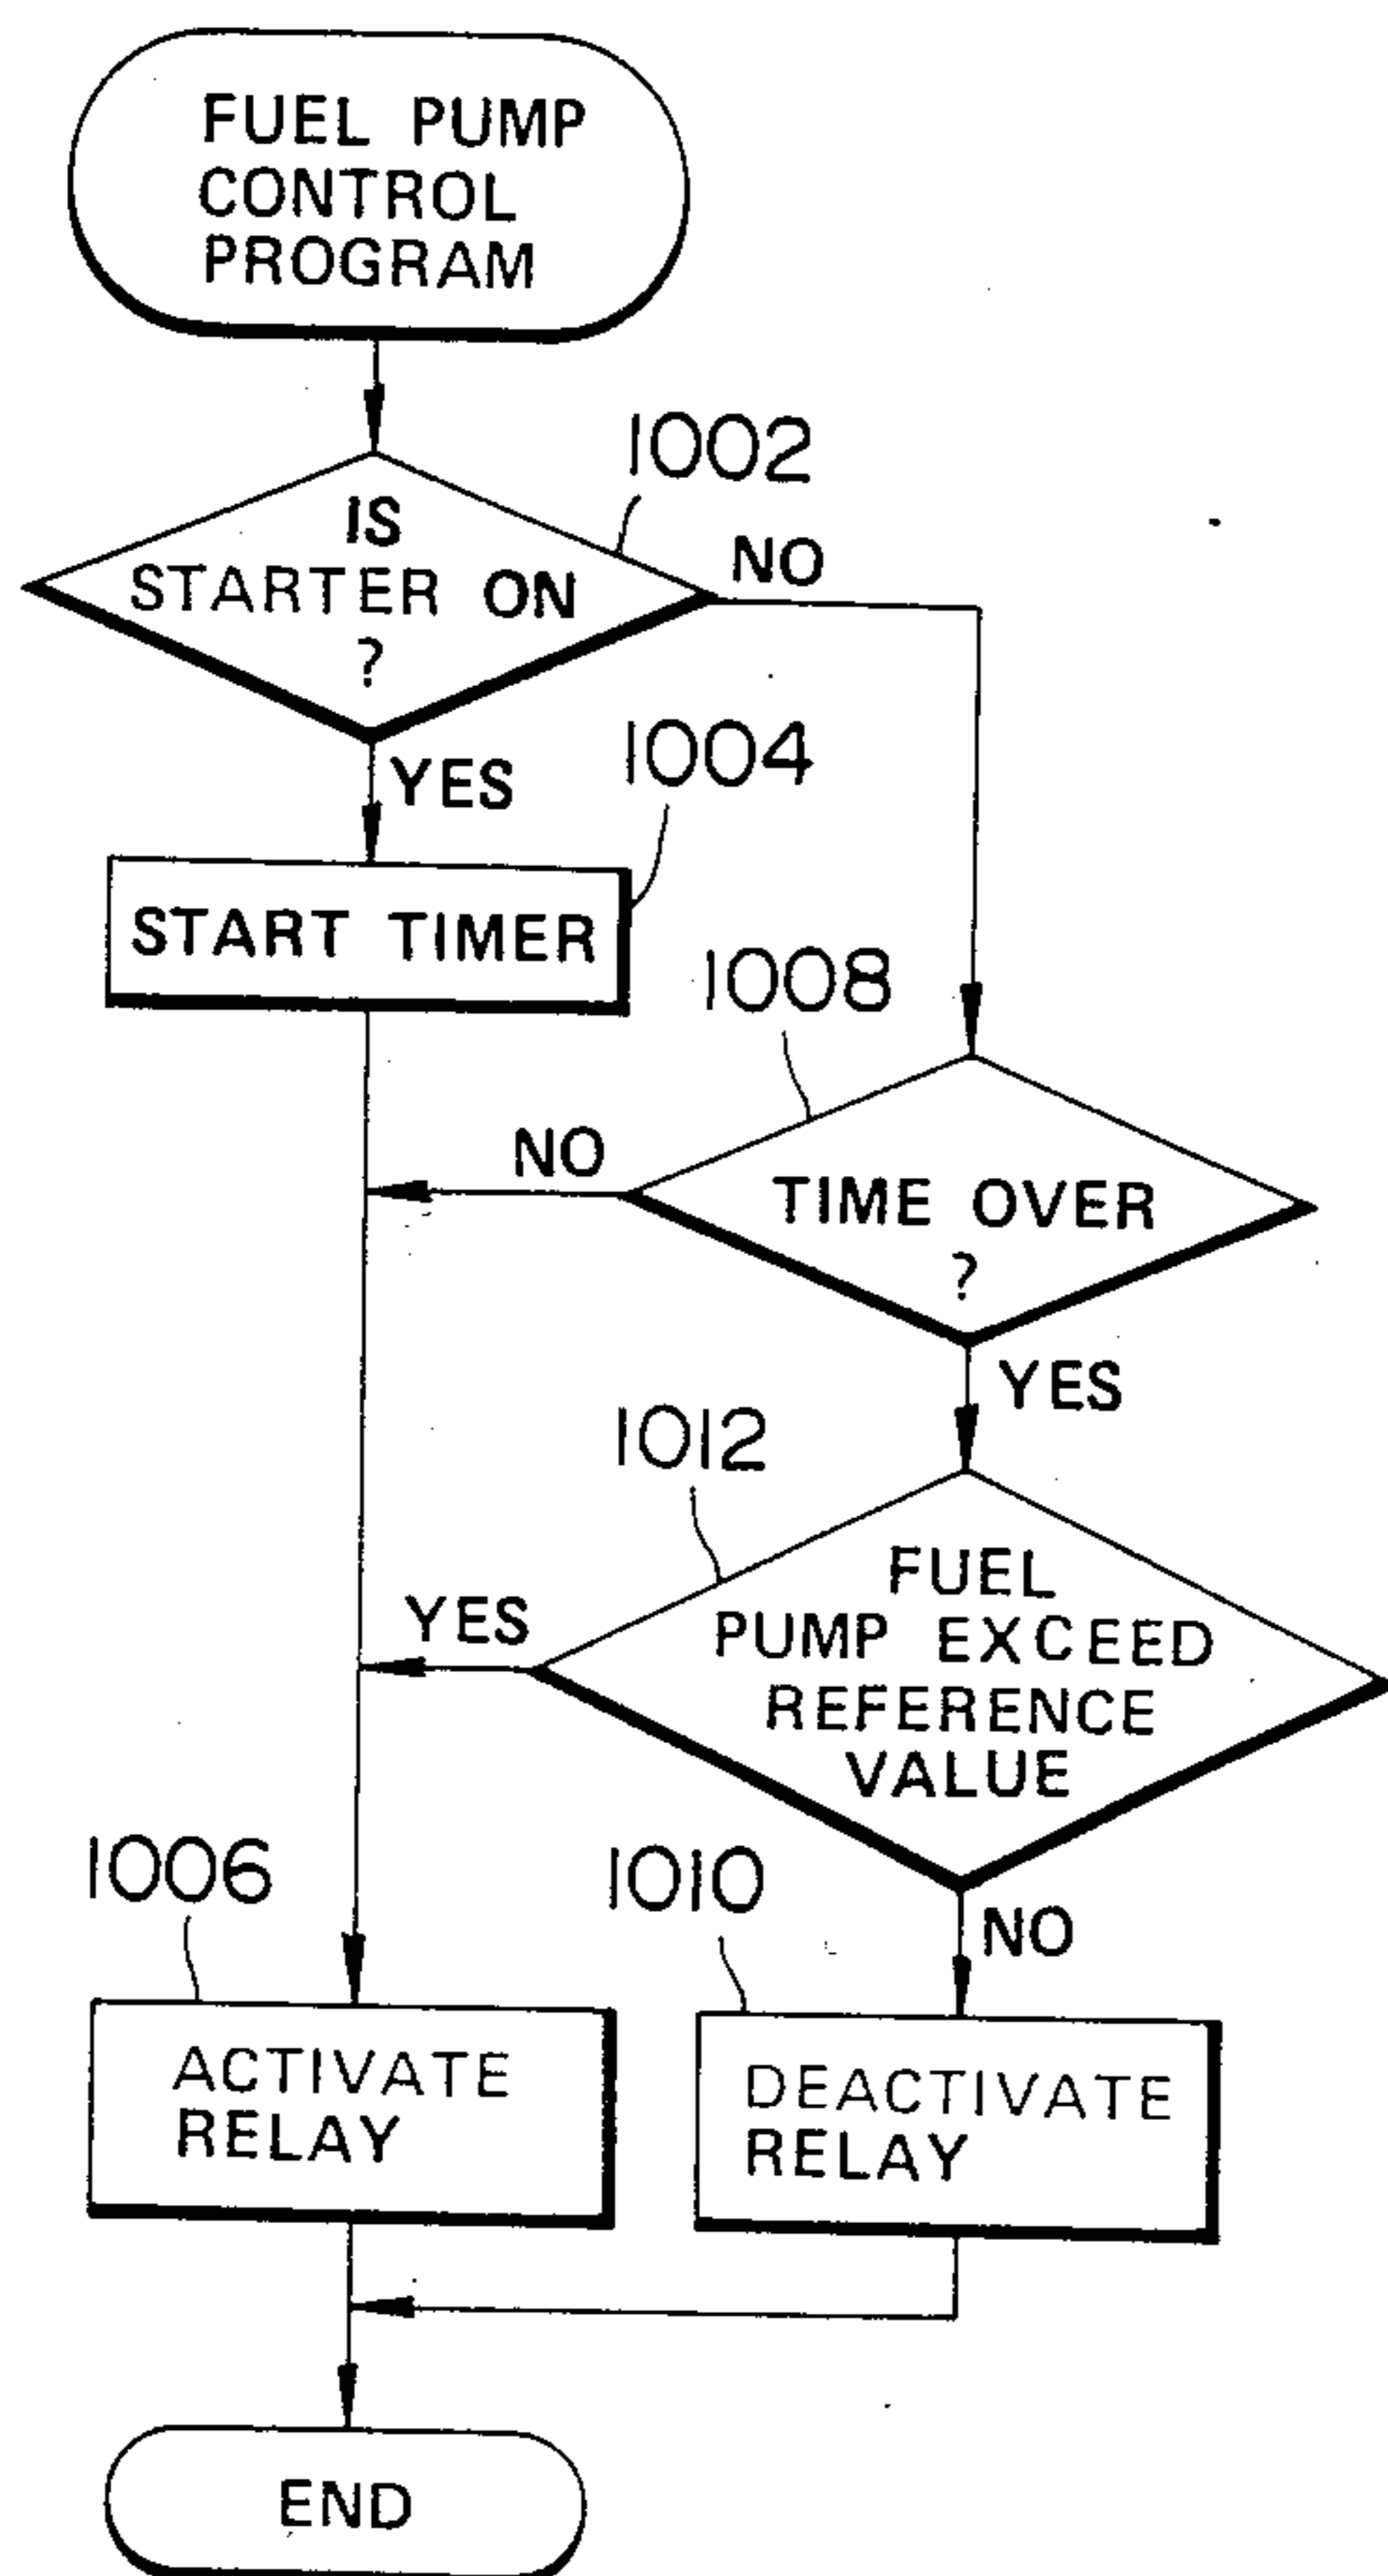 FUEL PUMP
CONTROL
PROGRAM
1002
IS
STARTER ON
?
NO
YES
1004
START TIMER
1008
NO
TIME OVER
?
YES
1012
YES
FUEL
PUMP EXCEED
REFERENCE
VALUE
NO
1006
ACTIVATE
RELAY
1010
DEACTIVATE
RELAY
END